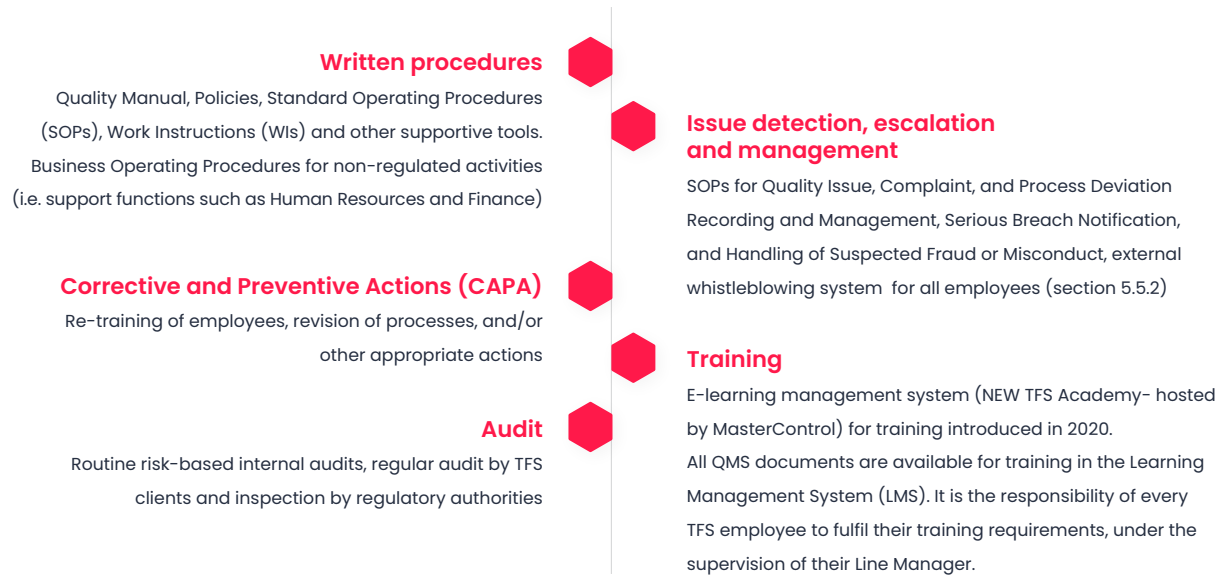 Written procedures
Quality Manual, Policies, Standard Operating Procedures
(SOPs), Work Instructions (WIs) and other supportive tools.
Business Operating Procedures for non-regulated activities
(i.e. support functions such as Human Resources and Finance)
Issue detection, escalation
and management
SOPs for Quality Issue, Complaint, and Process Deviation
Recording and Management, Serious Breach Notification,
and Handling of Suspected Fraud or Misconduct, external
whistleblowing system  for all employees (section 5.5.2)
Corrective and Preventive Actions (CAPA)
Re-training of employees, revision of processes, and/or
other appropriate actions
Training
E-learning management system (NEW TFS Academy- hosted
by MasterControl) for training introduced in 2020.
All QMS documents are available for training in the Learning
Management System (LMS). It is the responsibility of every
TFS employee to fulfil their training requirements, under the
supervision of their Line Manager.
Audit
Routine risk-based internal audits, regular audit by TFS
clients and inspection by regulatory authorities